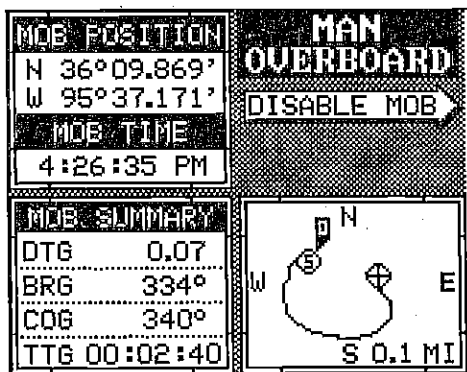 MOB POSITION
N 36°09.869'
W 95°37.171'
MOB TIME
4:26:35 PM
MAN
OVERBOARD
DISABLE MOB
MOB SUMMARY
DTG 0.07
BRG 334°
COG 340°
TTG 00:02:40
N
W
E
S 0.1 MI
S